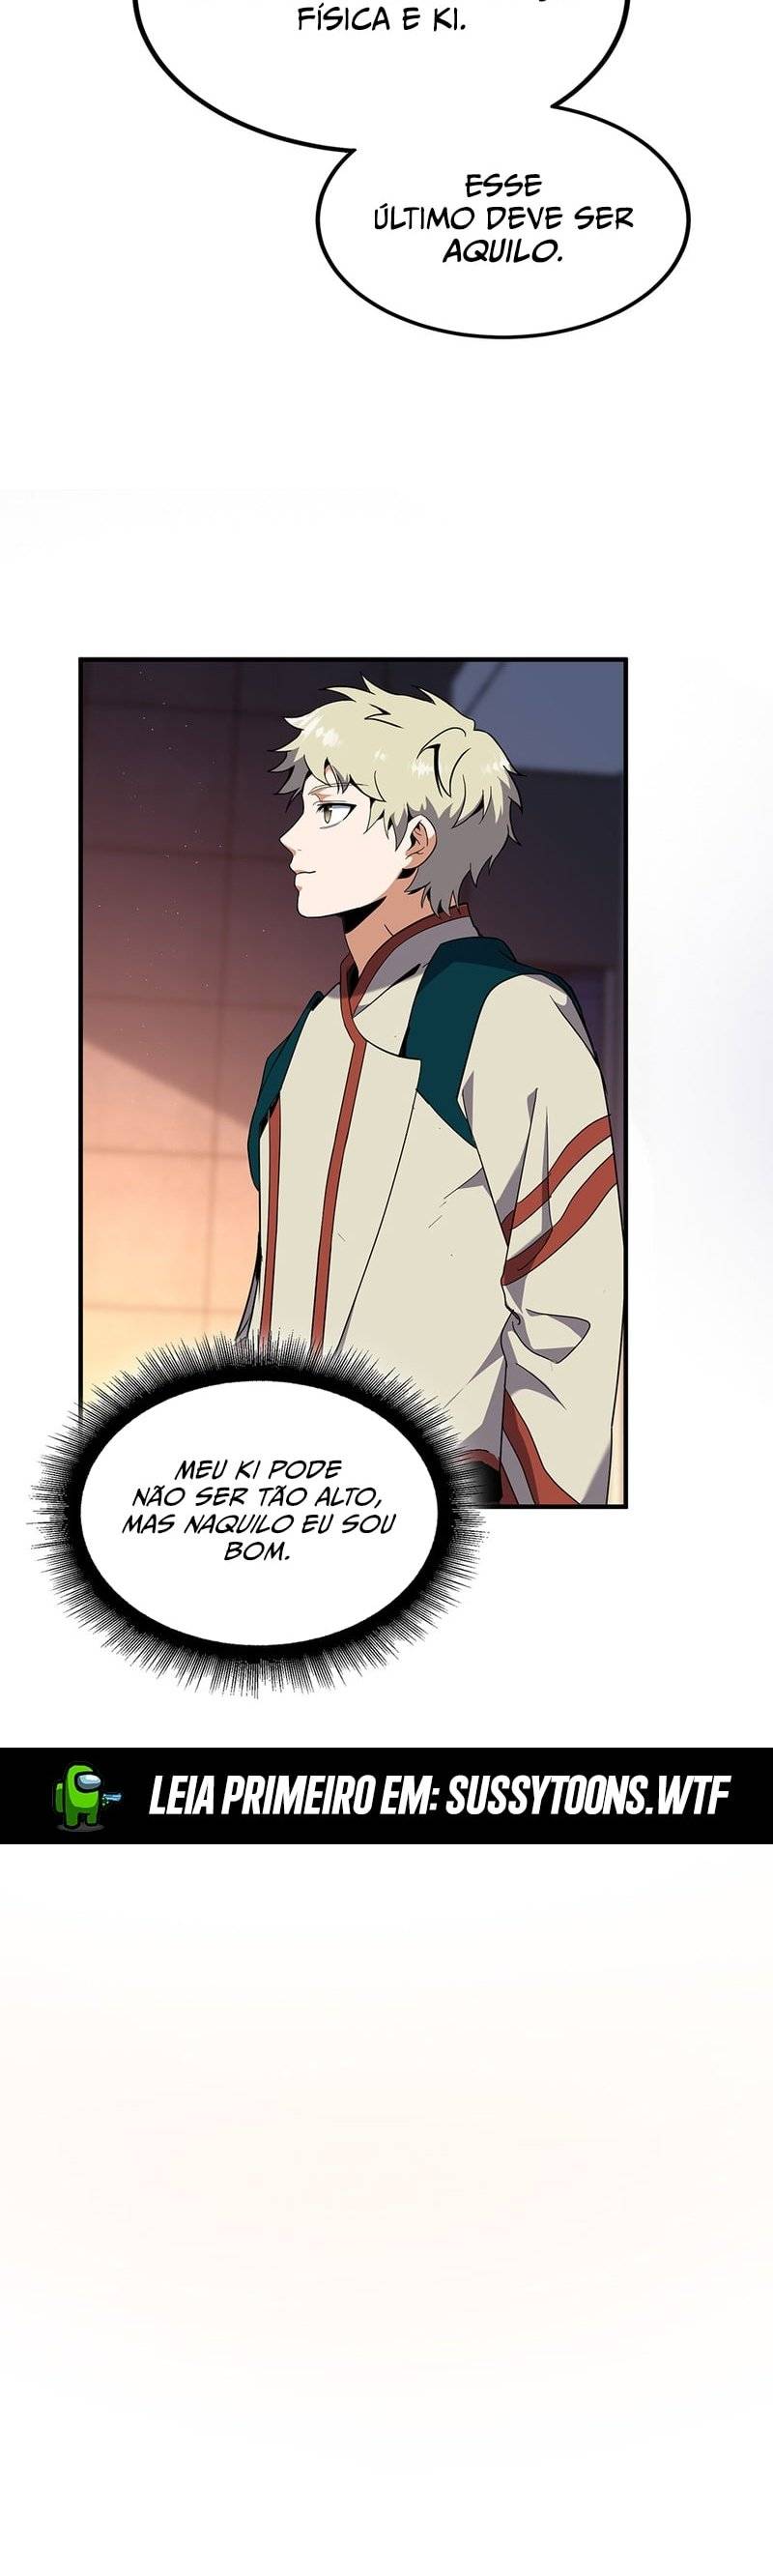 FÍSICA E KI.
ESSE
ÚLTIMO DEVE SER
AQUILO.
MEU KI PODE
NÃO SER TÃO ALTO,
MAS NAQUILO EU SOU
BOM.
LEIA PRIMEIRO EM: SUSSYTOONS.WTF